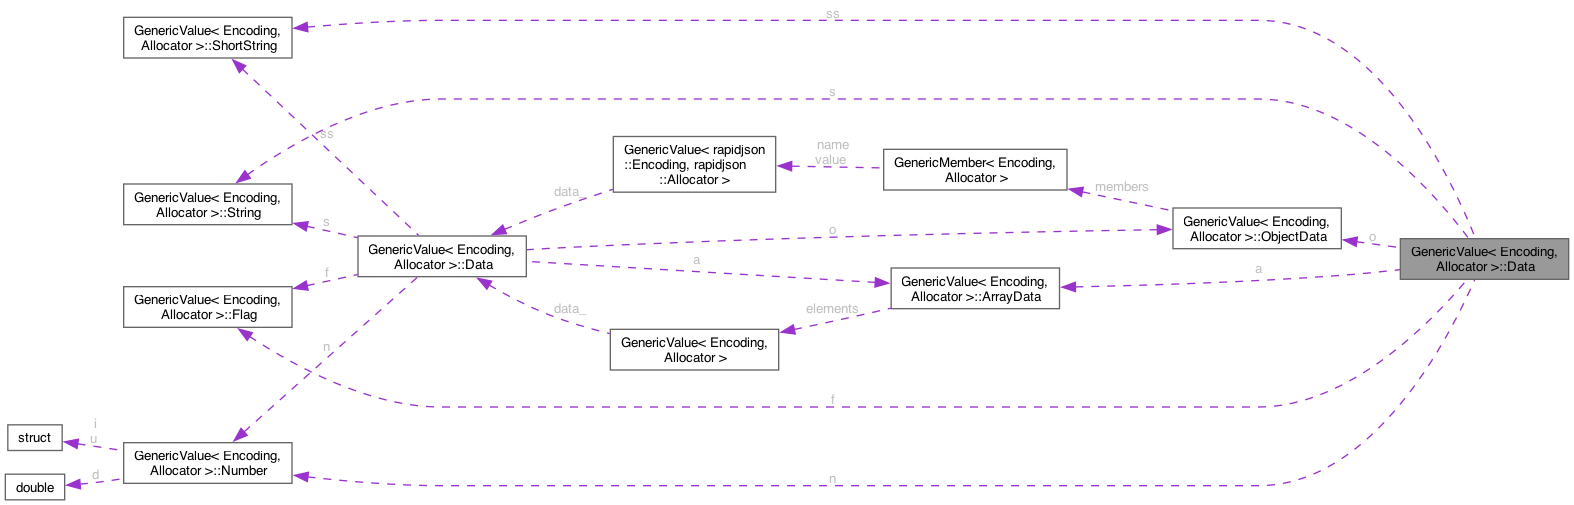 ss
GenericValue< Encoding,
Allocator >::ShortString
s
ss
GenericValue< rapidjson
::Encoding, rapidjson
::Allocator >
name
value
GenericMember< Encoding,
Allocator >
GenericValue< Encoding,
Allocator >::String
s
data_
members
GenericValue< Encoding,
Allocator >::ObjectData
o
o
GenericValue< Encoding,
Allocator >::Data
GenericValue< Encoding,
Allocator >::Data
f
a
a
GenericValue< Encoding,
Allocator >::ArrayData
GenericValue< Encoding,
Allocator >::Flag
data_
elements
n
GenericValue< Encoding,
Allocator >
f
i
u
struct
GenericValue< Encoding,
Allocator >::Number
d
double
n